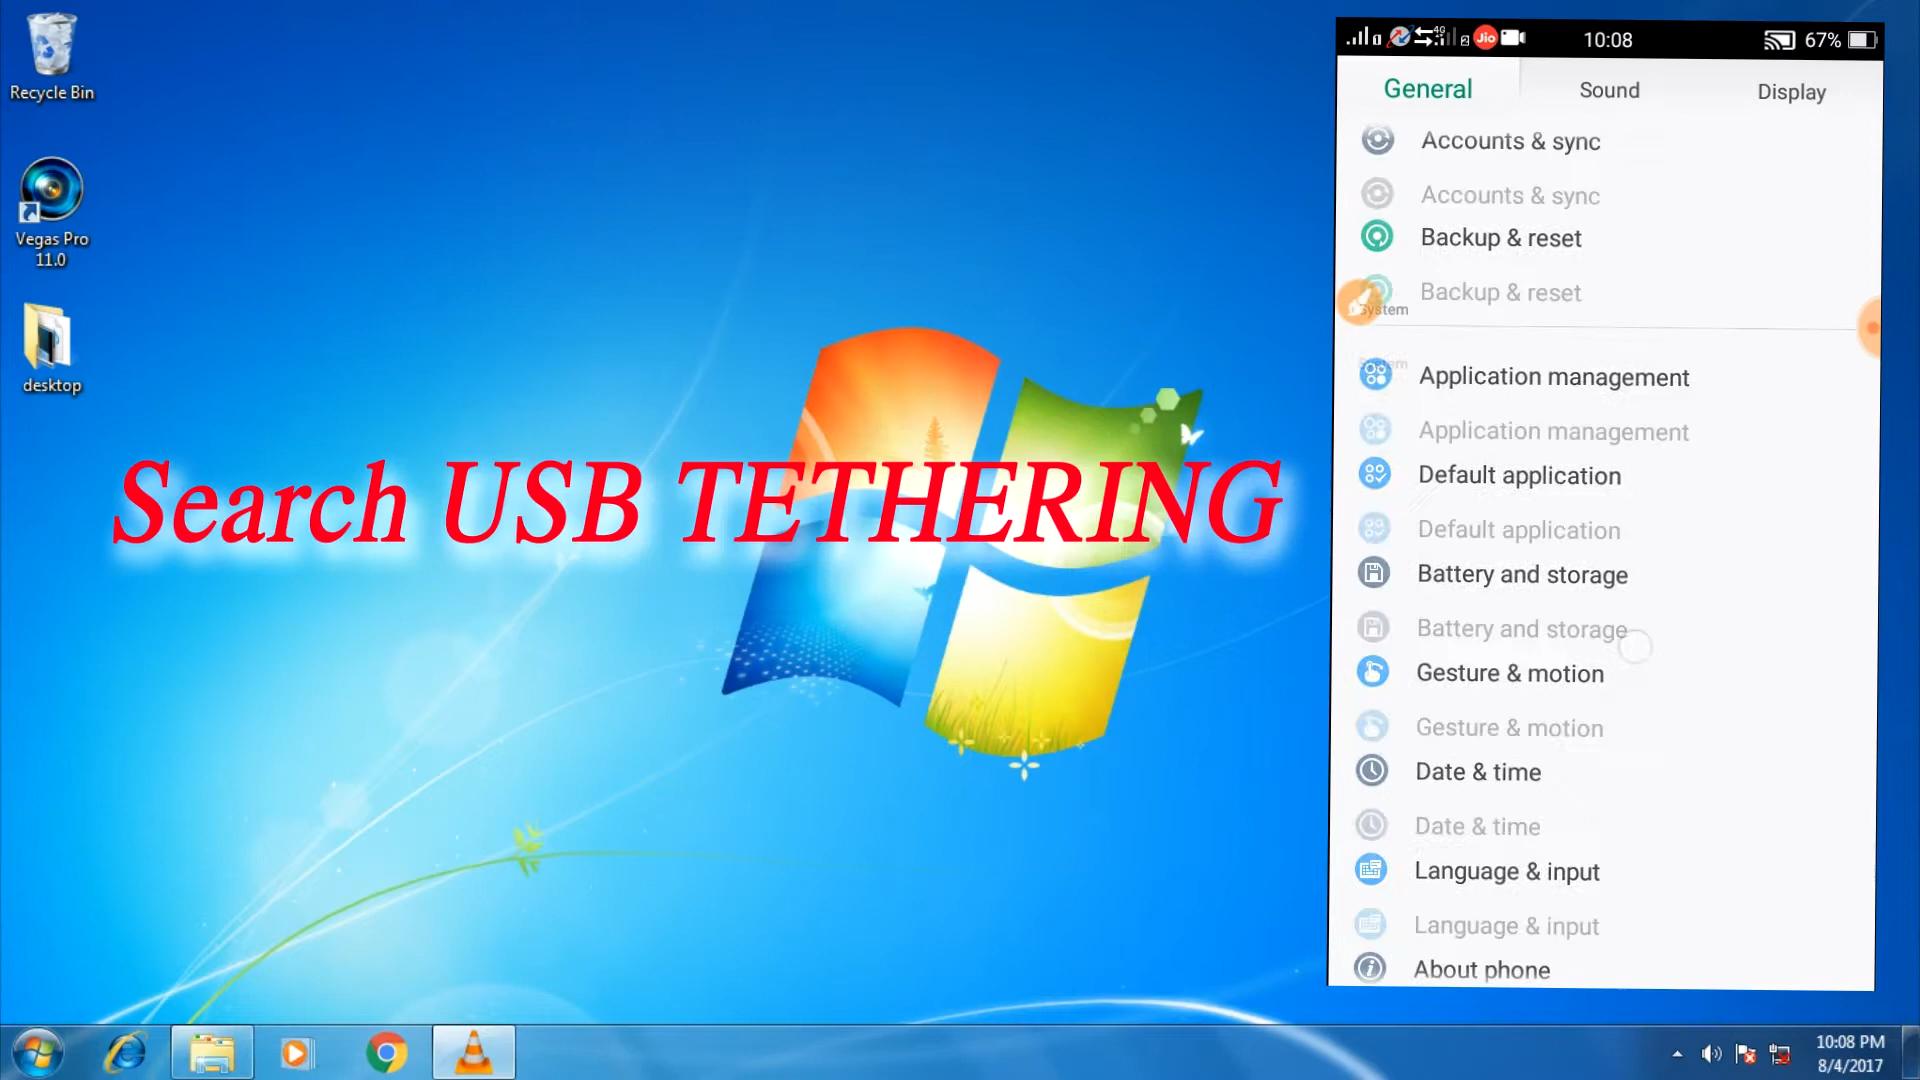 Recycle Bin
Vegas Pro
11.0
desktop
Search USB TETHERING
4G
Jio
10:08
67%
General
Sound
Display
Accounts & sync
Accounts & sync
Backup & reset
Backup & reset
System
System
Application management
Application management
Default application
Default application
Battery and storage
Battery and storage
Gesture & motion
Gesture & motion
Date & time
Date & time
Language & input
Language & input
About phone
10:08 PM
8/4/2017